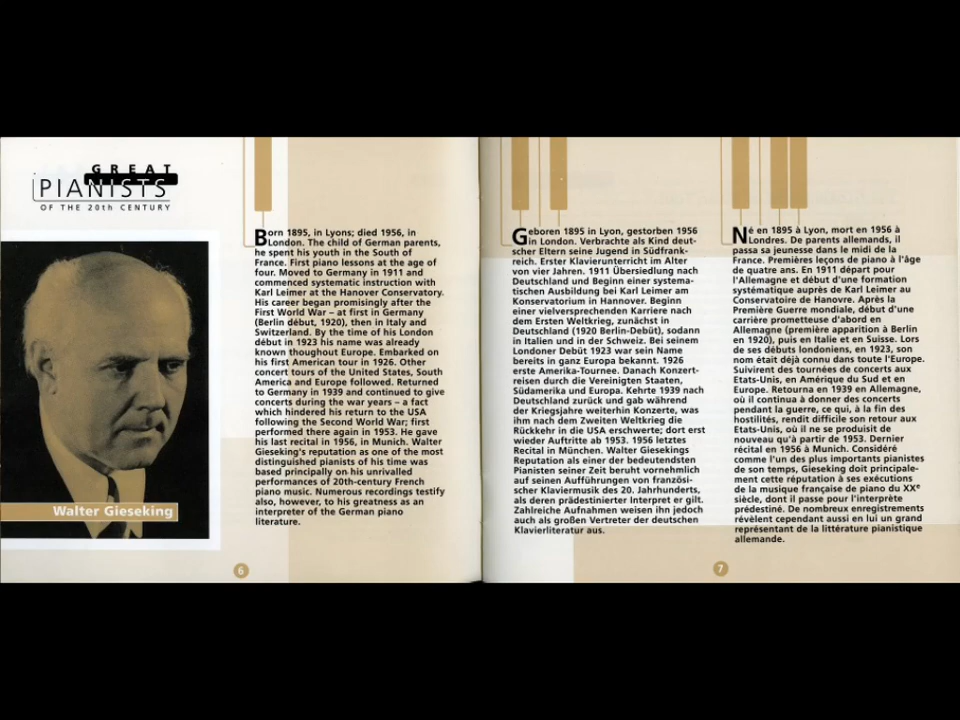 GREAT
PIANISTS
OF THE 20th CENTURY
Walter Gieseking
Born 1895, in Lyons; died 1956, in
London. The child of German parents,
he spent his youth in the South of
France. First piano lessons at the age of
four. Moved to Germany in 1911 and
commenced systematic instruction with
Karl Leimer at the Hanover Conservatory.
His career began promisingly after the
First World War – at first in Germany
(Berlin début, 1920), then in Italy and
Switzerland. By the time of his London
début in 1923 his name was already
known thoughout Europe. Embarked on
his first American tour in 1926. Other
concert tours of the United States, South
America and Europe followed. Returned
to Germany in 1939 and continued to give
concerts during the war years – a fact
which hindered his return to the USA
following the Second World War; first
performed there again in 1953. He gave
his last recital in 1956, in Munich. Walter
Gieseking's reputation as one of the most
distinguished pianists of his time was
based principally on his unrivalled
performances of 20th-century French
piano music. Numerous recordings testify
also, however, to his greatness as an
interpreter of the German piano
literature.
6
Geboren 1895 in Lyon, gestorben 1956
in London. Verbrachte als Kind deut-
scher Eltern seine Jugend in Südfrank-
reich. Erster Klavierunterricht im Alter
von vier Jahren. 1911 Übersiedlung nach
Deutschland und Beginn einer systema-
tischen Ausbildung bei Karl Leimer am
Konservatorium in Hannover. Beginn
einer vielversprechenden Karriere nach
dem Ersten Weltkrieg, zunächst in
Deutschland (1920 Berlin-Debüt), sodann
in Italien und in der Schweiz. Bei seinem
Londoner Debüt 1923 war sein Name
bereits in ganz Europa bekannt. 1926
erste Amerika-Tournee. Danach Konzert-
reisen durch die Vereinigten Staaten,
Südamerika und Europa. Kehrte 1939 nach
Deutschland zurück und gab während
der Kriegsjahre weiterhin Konzerte, was
ihm nach dem Zweiten Weltkrieg die
Rückkehr in die USA erschwerte; dort erst
wieder Auftritte ab 1953. 1956 letztes
Recital in München. Walter Giesekings
Reputation als einer der bedeutendsten
Pianisten seiner Zeit beruht vornehmlich
auf seinen Aufführungen von französi-
scher Klaviermusik des 20. Jahrhunderts,
als deren prädestinierter Interpret er gilt.
Zahlreiche Aufnahmen weisen ihn jedoch
auch als großen Vertreter der deutschen
Klavierliteratur aus.
Né en 1895 à Lyon, mort en 1956 à
Londres. De parents allemands, il
passa sa jeunesse dans le midi de la
France. Premières leçons de piano à l'âge
de quatre ans. En 1911 départ pour
l'Allemagne et début d'une formation
systématique auprès de Karl Leimer au
Conservatoire de Hanovre. Après la
Première Guerre mondiale, début d'une
carrière prometteuse d'abord en
Allemagne (première apparition à Berlin
en 1920), puis en Italie et en Suisse. Lors
de ses débuts londoniens, en 1923, son
nom était déjà connu dans toute l'Europe.
Suivirent des tournées de concerts aux
Etats-Unis, en Amérique du Sud et en
Europe. Retourna en 1939 en Allemagne,
où il continua à donner des concerts
pendant la guerre, ce qui, à la fin des
hostilités, rendit difficile son retour aux
Etats-Unis, où il ne se produisit de
nouveau qu'à partir de 1953. Dernier
récital en 1956 à Munich. Considéré
comme l'un des plus importants pianistes
de son temps, Gieseking doit principale-
ment cette réputation à ses exécutions
de la musique française de piano du XXe
siècle, dont il passe pour l'interprète
prédestiné. De nombreux enregistrements
révèlent cependant aussi en lui un grand
représentant de la littérature pianistique
allemande.
7